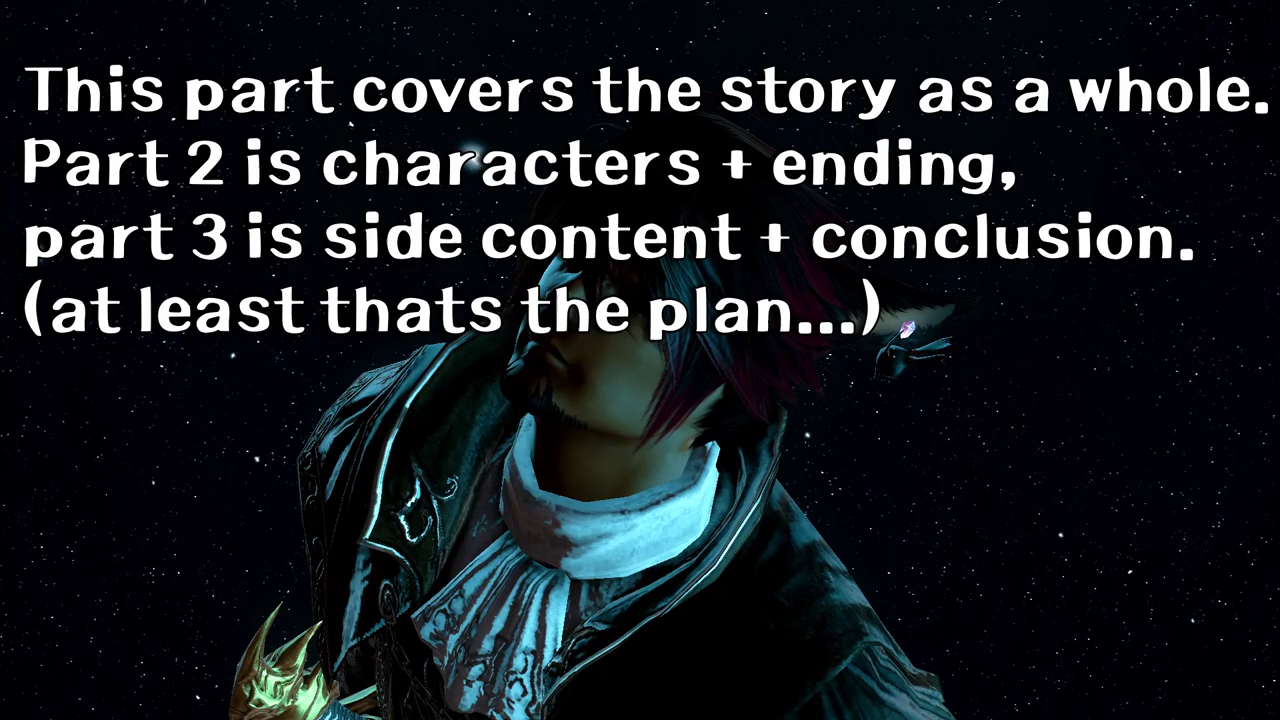 This part covers the story as a whole.
Part 2 is characters + ending,
part 3 is side content + conclusion.
(at least thats the plan...)